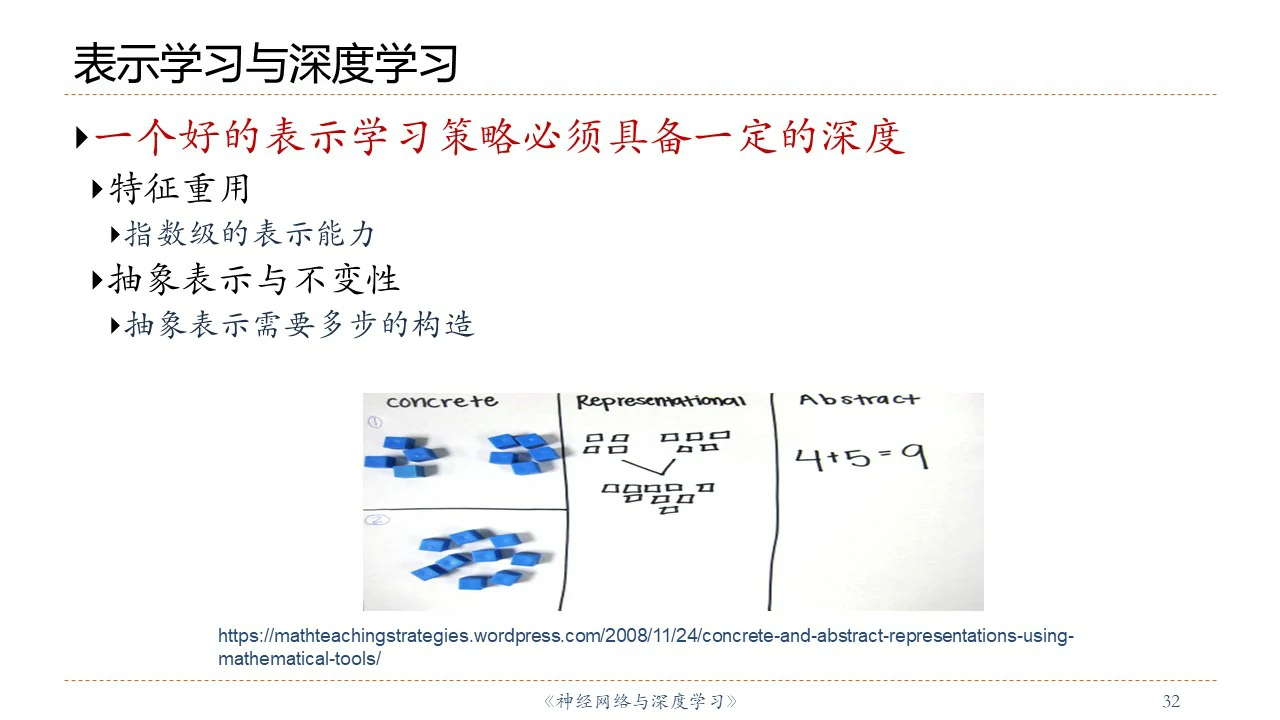 表示学习与深度学习
一个好的表示学习策略必须具备一定的深度
特征重用
指数级的表示能力
抽象表示与不变性
抽象表示需要多步的构造
concrete
Representational
Abstract
1
4+5=9
2
https://mathteachingstrategies.wordpress.com/2008/11/24/concrete-and-abstract-representations-using-
mathematical-tools/
《神经网络与深度学习》
32